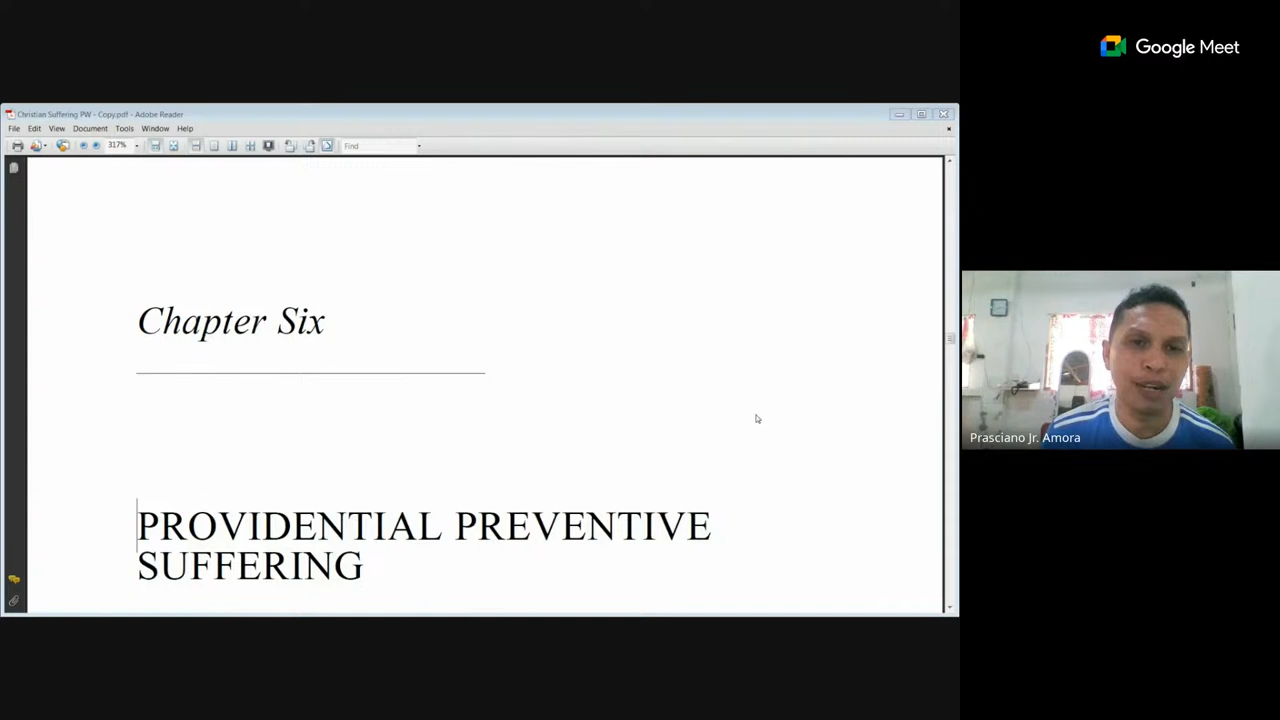 Google Meet
Christian Suffering PW - Copy.pdf - Adobe Reader
File Edit View Document Tools Window Help
317%
Find
Chapter Six
PROVIDENTIAL PREVENTIVE
SUFFERING
Prasciano Jr. Amora